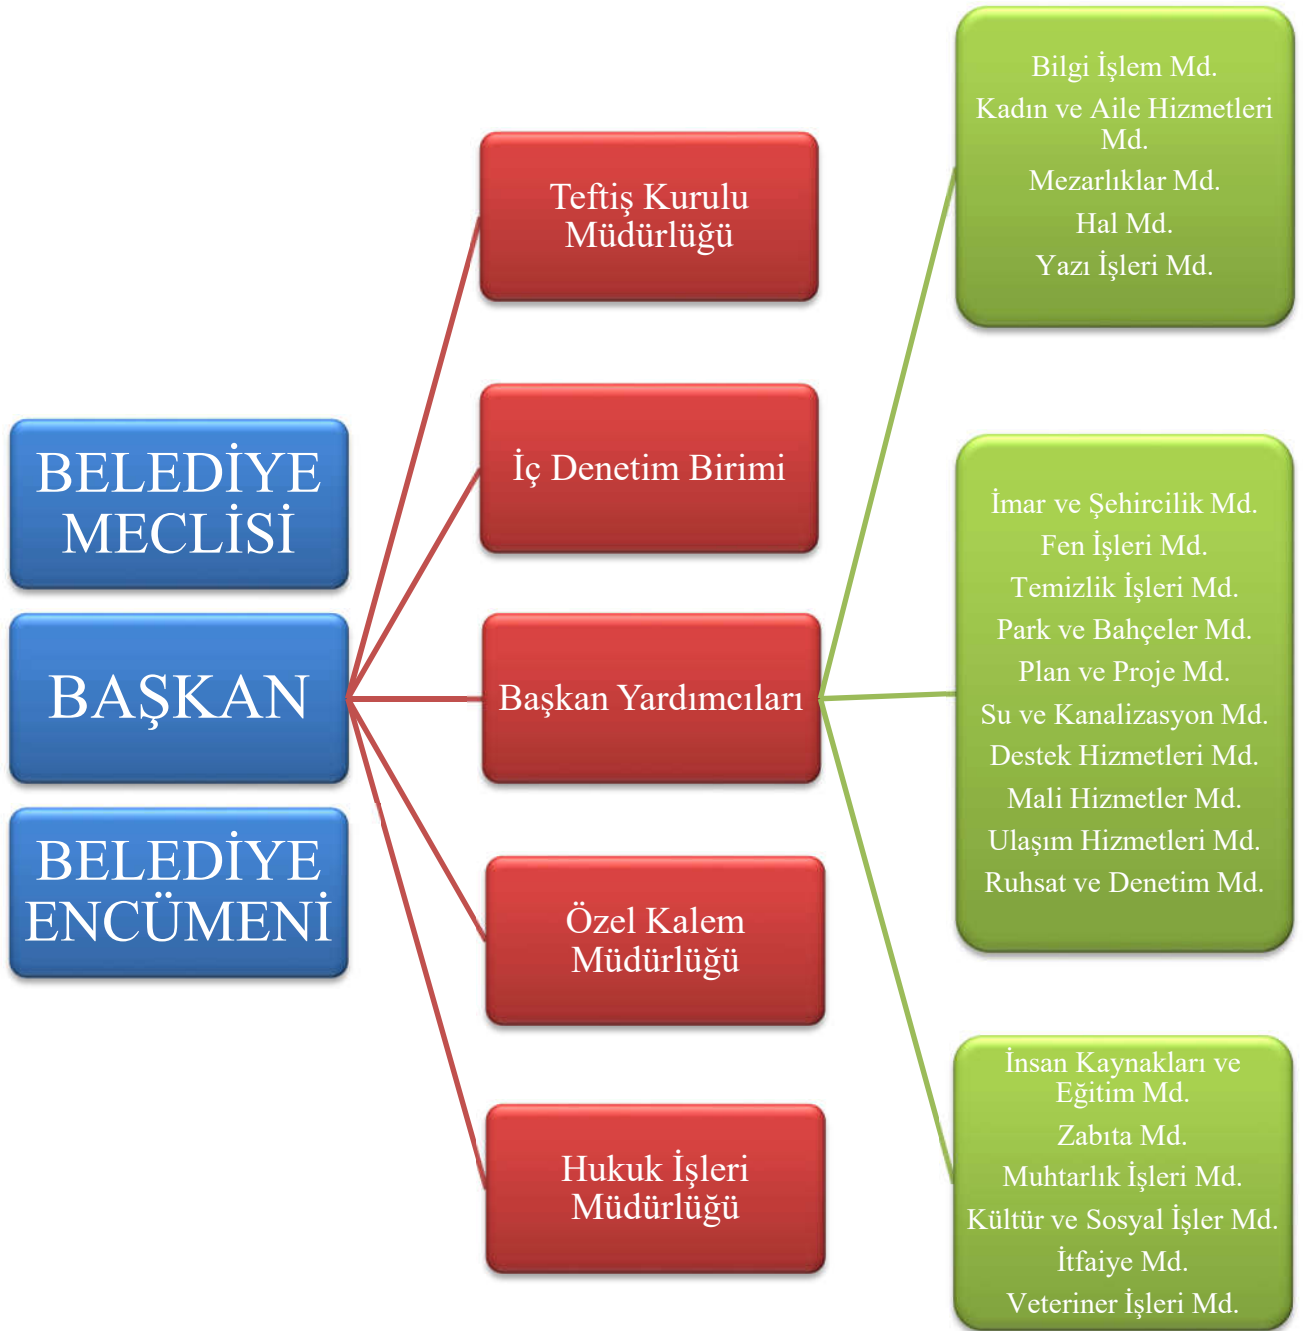 BELEDİYE
MECLİSİ
BAŞKAN
BELEDİYE
ENCÜMENİ
Teftiş Kurulu
Müdürlüğü
İç Denetim Birimi
Başkan Yardımcıları
Özel Kalem
Müdürlüğü
Hukuk İşleri
Müdürlüğü
Bilgi İşlem Md.
Kadın ve Aile Hizmetleri
Md.
Mezarlıklar Md.
Hal Md.
Yazı İşleri Md.
İmar ve Şehircilik Md.
Fen İşleri Md.
Temizlik İşleri Md.
Park ve Bahçeler Md.
Plan ve Proje Md.
Su ve Kanalizasyon Md.
Destek Hizmetleri Md.
Mali Hizmetler Md.
Ulaşım Hizmetleri Md.
Ruhsat ve Denetim Md.
İnsan Kaynakları ve
Eğitim Md.
Zabıta Md.
Muhtarlık İşleri Md.
Kültür ve Sosyal İşler Md.
İtfaiye Md.
Veteriner İşleri Md.